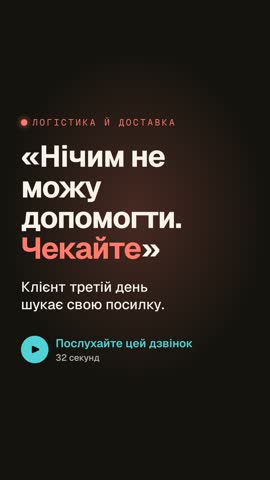 ЛОГІСТИКА Й ДОСТАВКА
«Нічим не
можу
допомогти.
Чекайте»
Клієнт третій день
шукає свою посилку.
Послухайте цей дзвінок
32 секунд